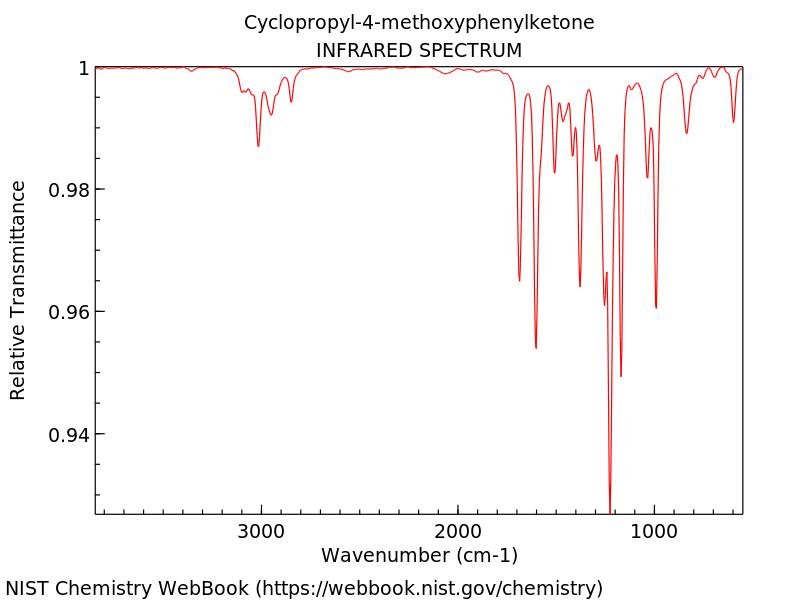 Cyclopropyl-4-methoxyphenylketone
INFRARED SPECTRUM
1
0.98
0.96
0.94
Relative Transmittance
3000 2000 1000
Wavenumber (cm-1)
NIST Chemistry WebBook (https://webbook.nist.gov/chemistry)